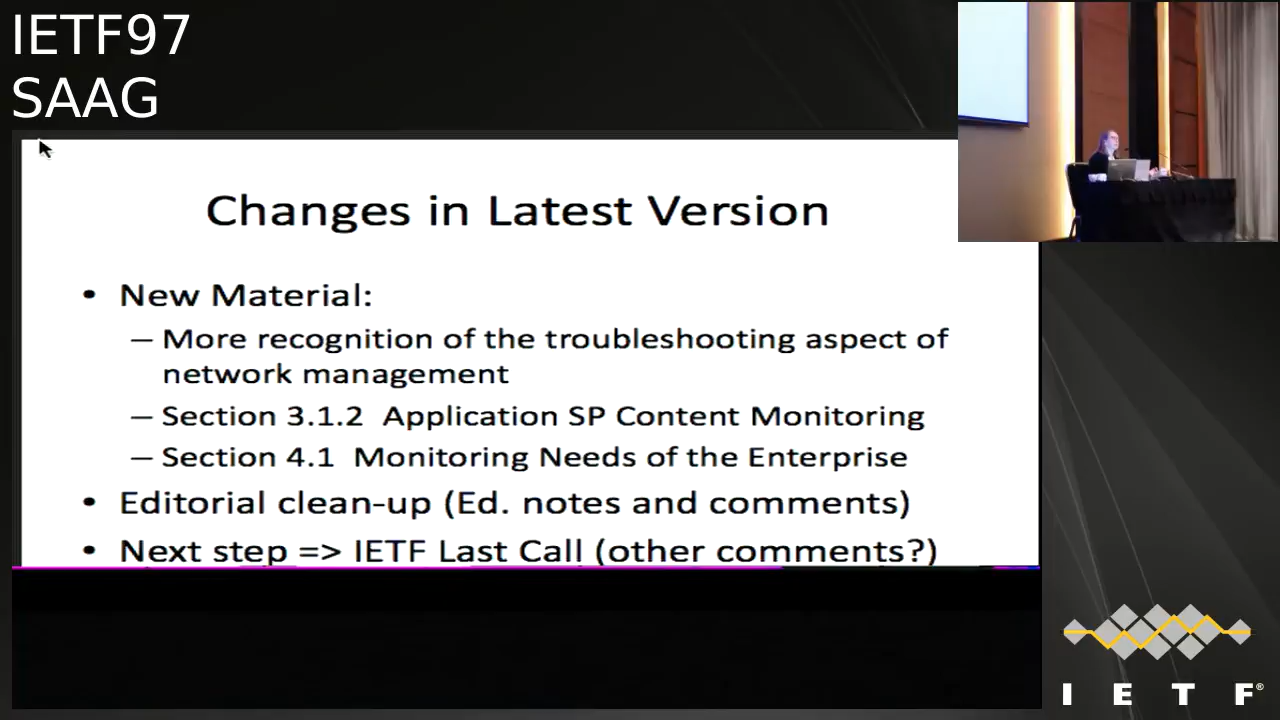 IETF97
SAAG
Changes in Latest Version
• New Material:
– More recognition of the troubleshooting aspect of
network management
– Section 3.1.2 Application SP Content Monitoring
– Section 4.1 Monitoring Needs of the Enterprise
• Editorial clean-up (Ed. notes and comments)
• Next step => IETF Last Call (other comments?)
I E T F®